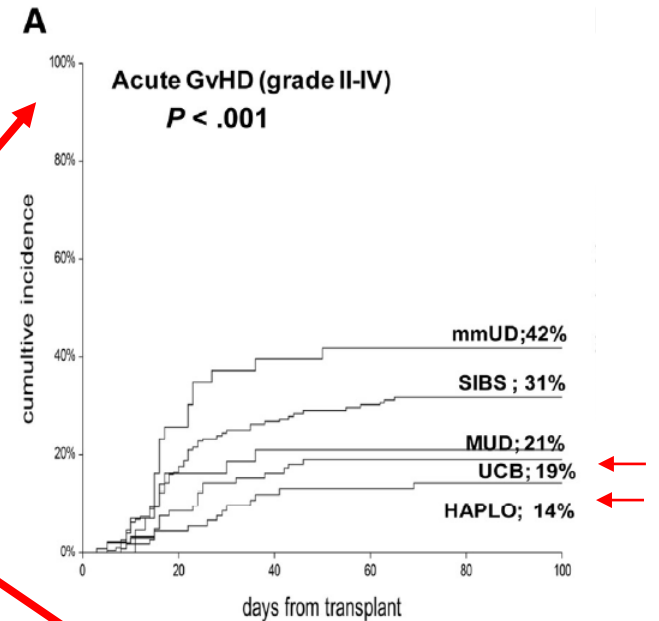 A
Acute GvHD (grade II-IV)
P < .001
100%
80%
60%
40%
20%
0%
cumultive incidence
mmUD;42%
SIBS ; 31%
MUD; 21%
UCB; 19%
HAPLO; 14%
0 20 40 60 80 100
days from transplant